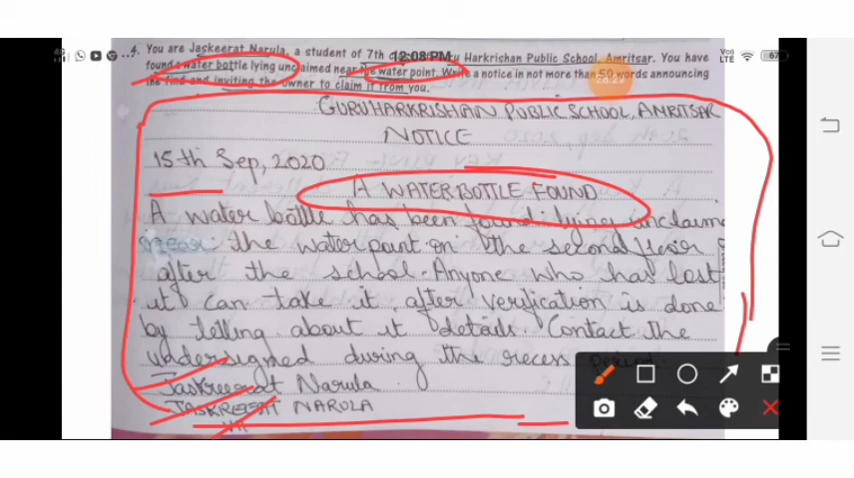 4. You are Jaskeerat Narula, a student of 7th Harkrishan Public School, Amritsar. You have
found a water bottle lying unclaimed near the water point. Write a notice in not more than 50 words announcing
the find and inviting the owner to claim it from you.
12:08 PM
GURU HARKRISHAN PUBLIC SCHOOL, AMRITSAR
NOTICE
15th Sep, 2020
A WATER BOTTLE FOUND
A water bottle has been found lying unclaim
near the water point on the second floor
after the school. Anyone who has lost
it can take it after verification is done
by telling about it details. Contact the
undersigned during the recess period.
Jaskreerat Narula
JASKREERAT NARULA
VII